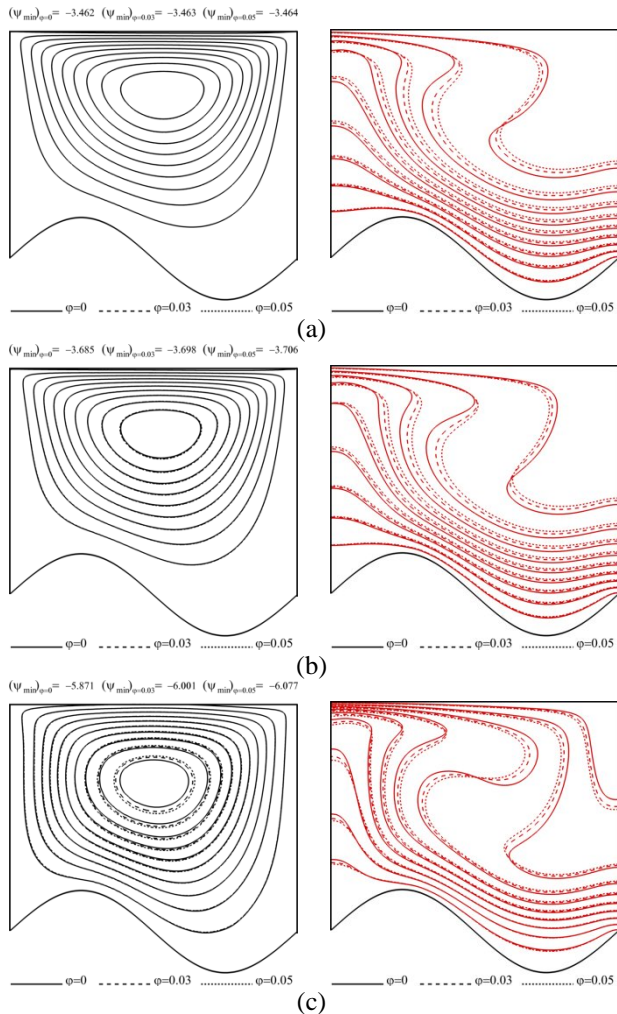 (ψmin)φ=0= −3.462 (ψmin)φ=0.03= −3.463 (ψmin)φ=0.05= −3.464
φ=0 φ=0.03 φ=0.05 φ=0 φ=0.03 φ=0.05
(a)
(ψmin)φ=0= −3.685 (ψmin)φ=0.03= −3.698 (ψmin)φ=0.05= −3.706
φ=0 φ=0.03 φ=0.05 φ=0 φ=0.03 φ=0.05
(b)
(ψmin)φ=0= −5.871 (ψmin)φ=0.03= −6.001 (ψmin)φ=0.05= −6.077
φ=0 φ=0.03 φ=0.05 φ=0 φ=0.03 φ=0.05
(c)